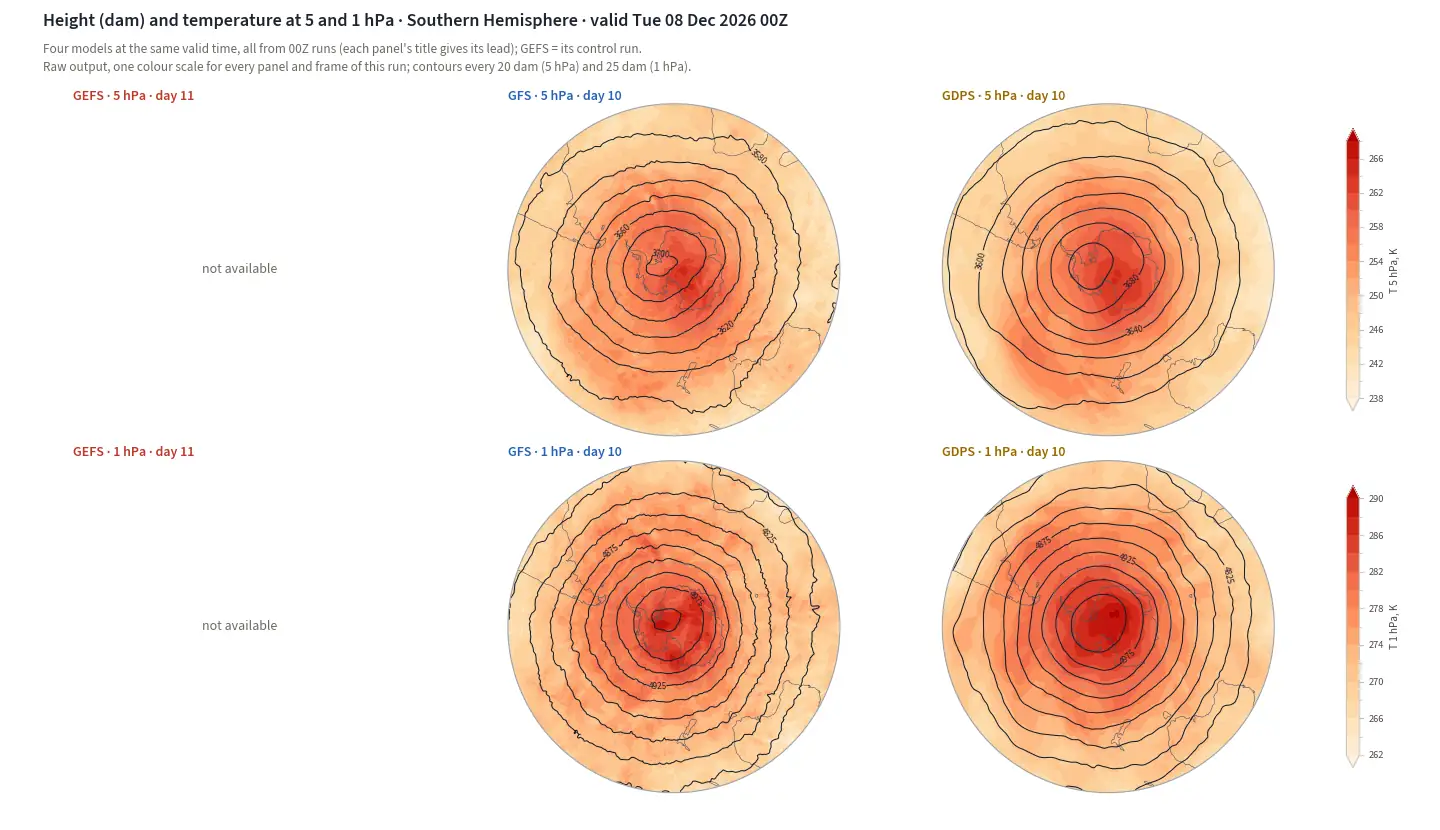 Height (dam) and temperature at 5 and 1 hPa · Southern Hemisphere · valid Tue 08 Dec 2026 00Z
Four models at the same valid time, all from 00Z runs (each panel's title gives its lead); GEFS = its control run.
Raw output, one colour scale for every panel and frame of this run; contours every 20 dam (5 hPa) and 25 dam (1 hPa).
GEFS · 5 hPa · day 11
GFS · 5 hPa · day 10
GDPS · 5 hPa · day 10
not available
3580
3660
3700
3620
3600
3680
3640
266
262
258
254
250
246
242
238
T 5 hPa, K
GEFS · 1 hPa · day 11
GFS · 1 hPa · day 10
GDPS · 1 hPa · day 10
not available
4825
4875
4975
4925
4875
4925
4825
4975
290
286
282
278
274
270
266
262
T 1 hPa, K